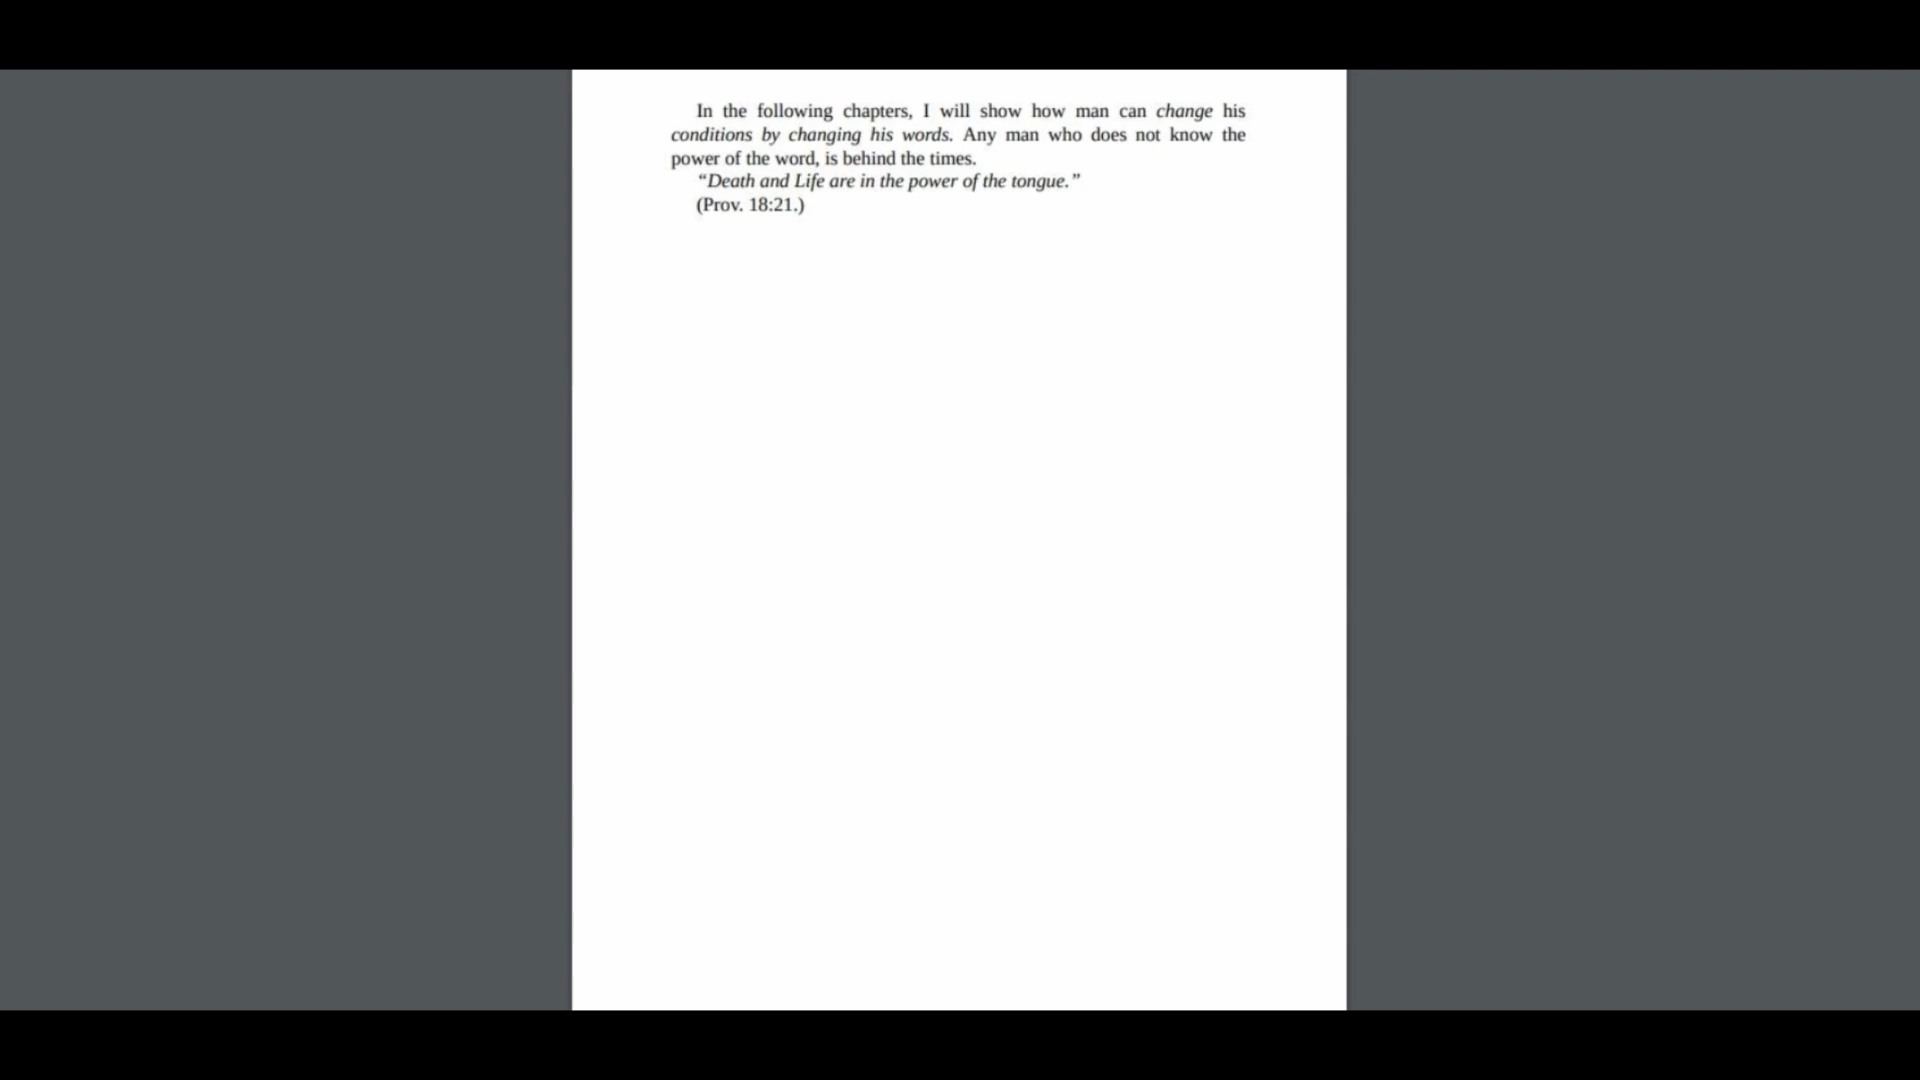 In the following chapters, I will show how man can change his
conditions by changing his words. Any man who does not know the
power of the word, is behind the times.
“Death and Life are in the power of the tongue.”
(Prov. 18:21.)